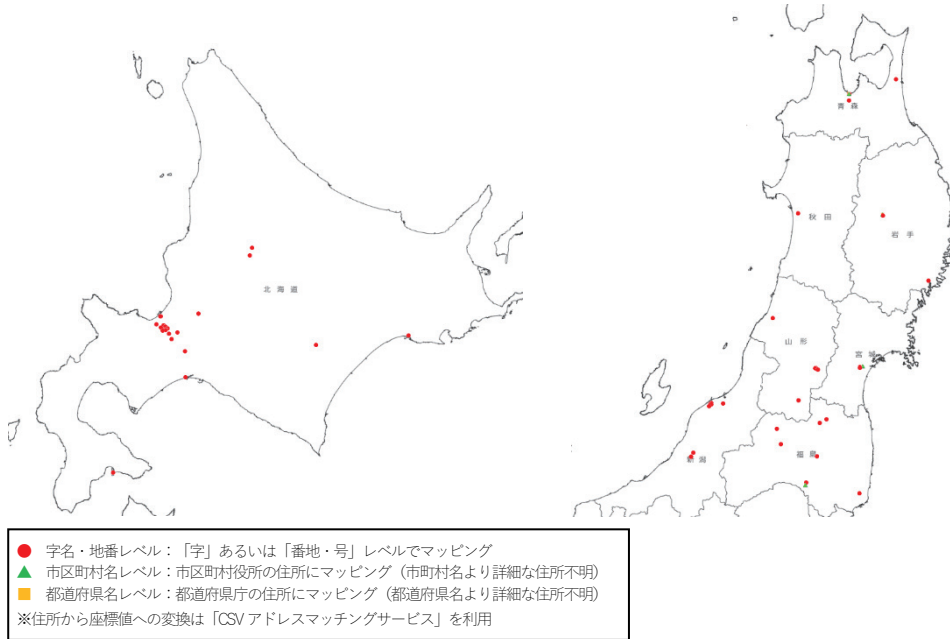 青 森
秋 田
岩 手
北 海 道
山 形
宮 城
新 潟
福 島
● 字名・地番レベル：「字」あるいは「番地・号」レベルでマッピング
▲ 市区町村名レベル：市区町村役所の住所にマッピング（市町村名より詳細な住所不明）
■ 都道府県名レベル：都道府県庁の住所にマッピング（都道府県名より詳細な住所不明）
※住所から座標値への変換は「CSV アドレスマッチングサービス」を利用